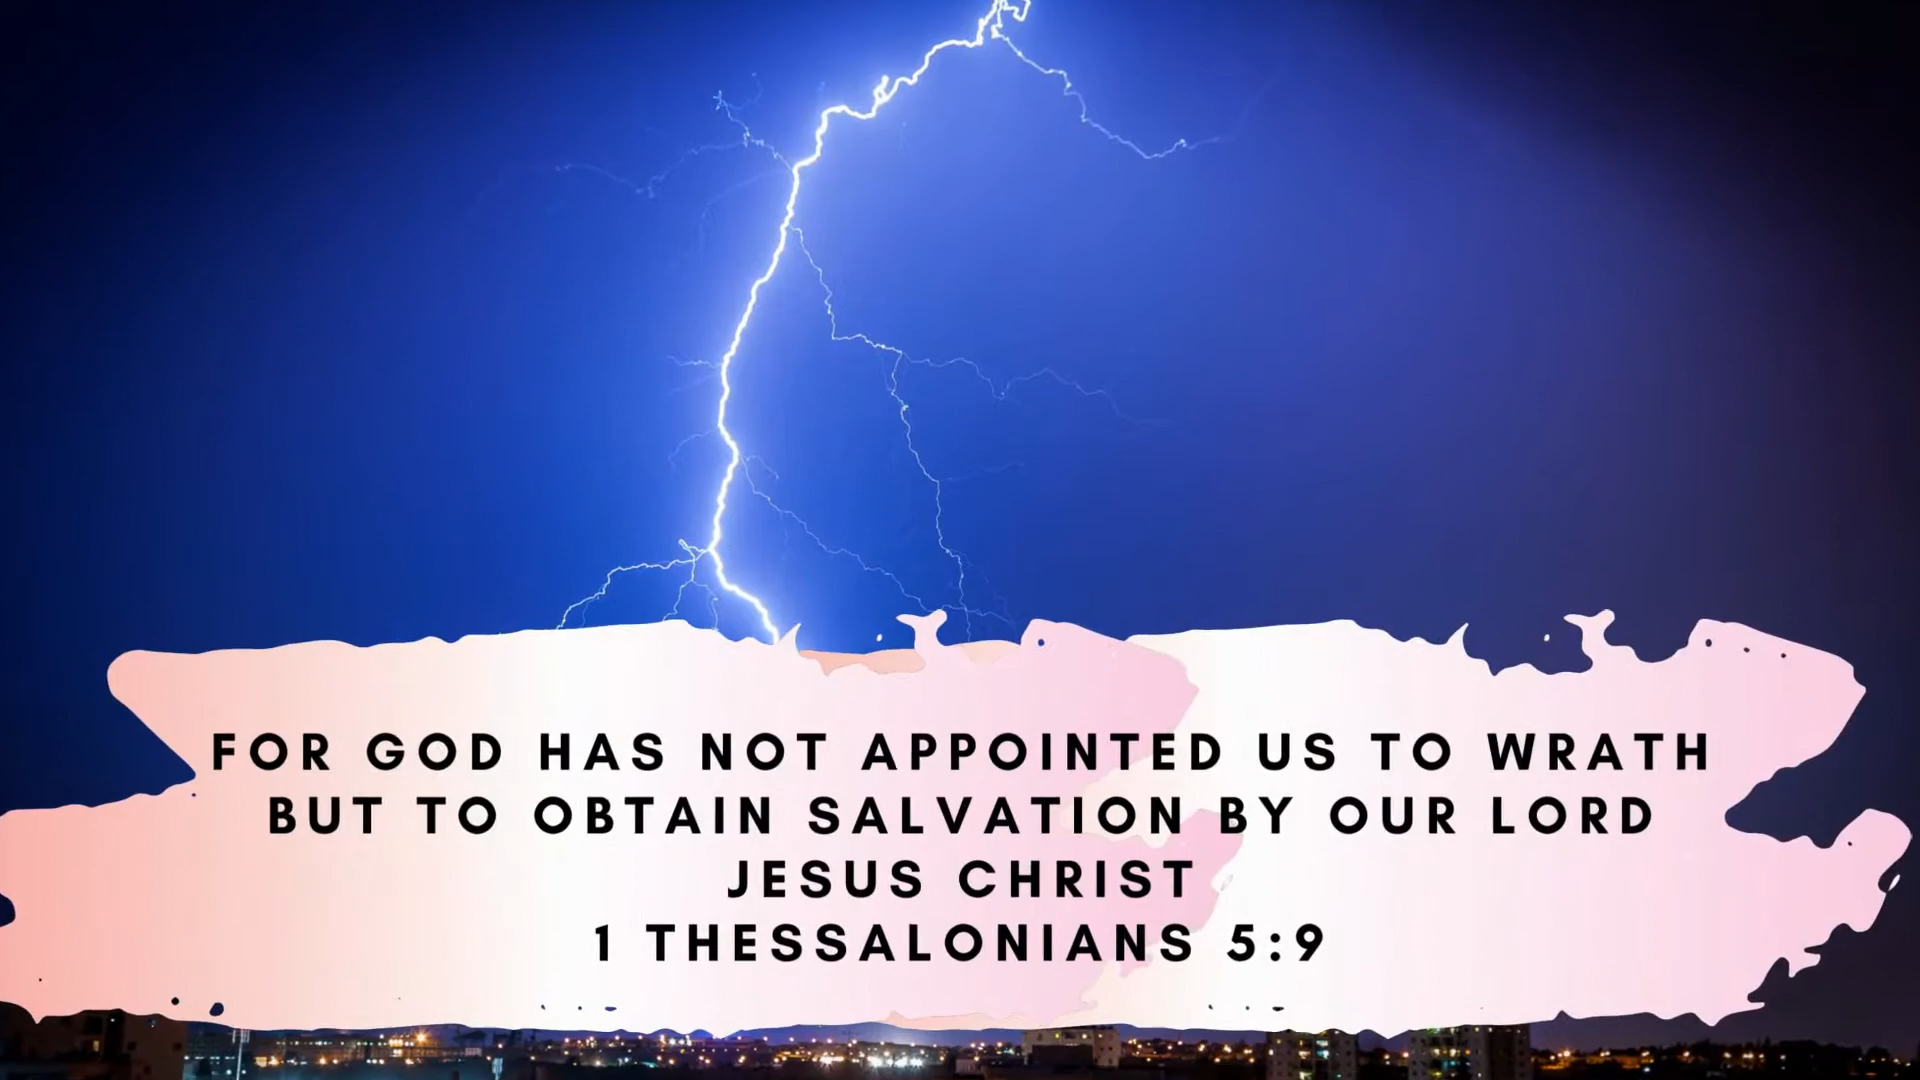 FOR GOD HAS NOT APPOINTED US TO WRATH
BUT TO OBTAIN SALVATION BY OUR LORD
JESUS CHRIST
1 THESSALONIANS 5:9